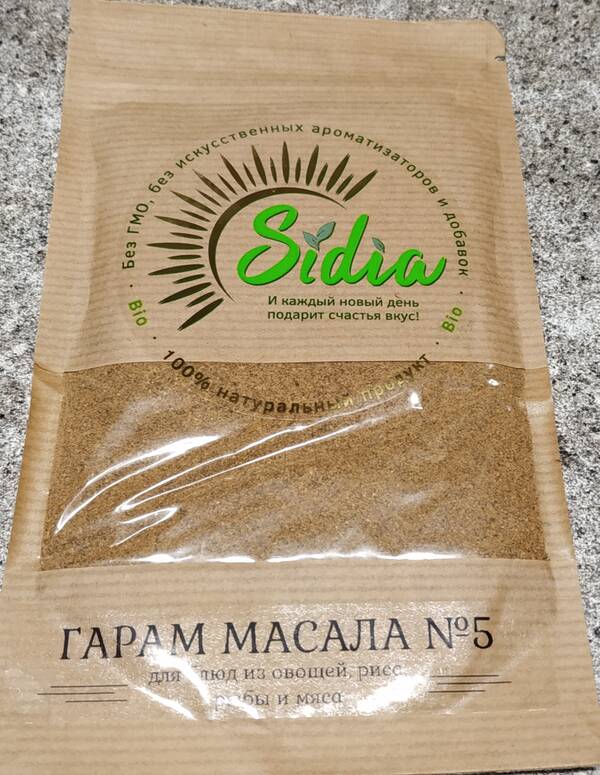 Без ГМО, без искусственных ароматизаторов и добавок
Sidia
И каждый новый день
подарит счастья вкус!
Bio
Bio
100% натуральный продукт
ГАРАМ МАСАЛА №5
для блюд из овощей, риса,
рыбы и мяса